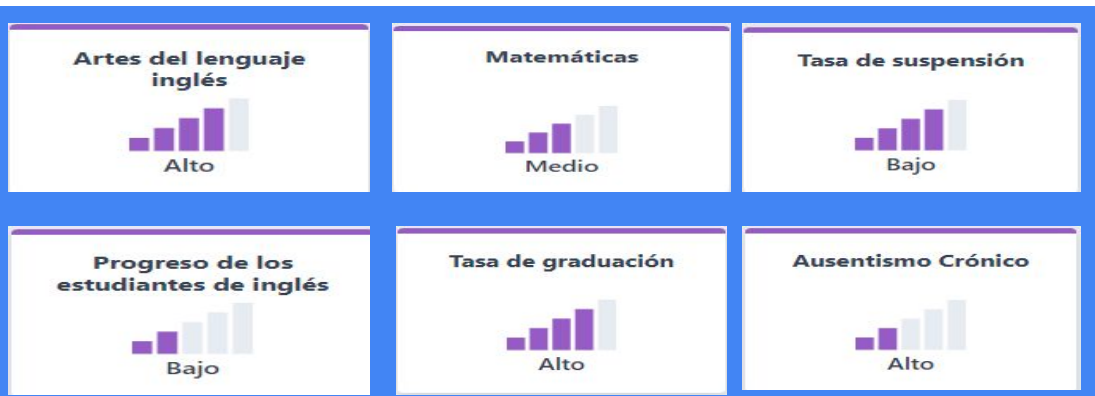 Artes del lenguaje
inglés
Alto
Matemáticas
Medio
Tasa de suspensión
Bajo
Progreso de los
estudiantes de inglés
Bajo
Tasa de graduación
Alto
Ausentismo Crónico
Alto